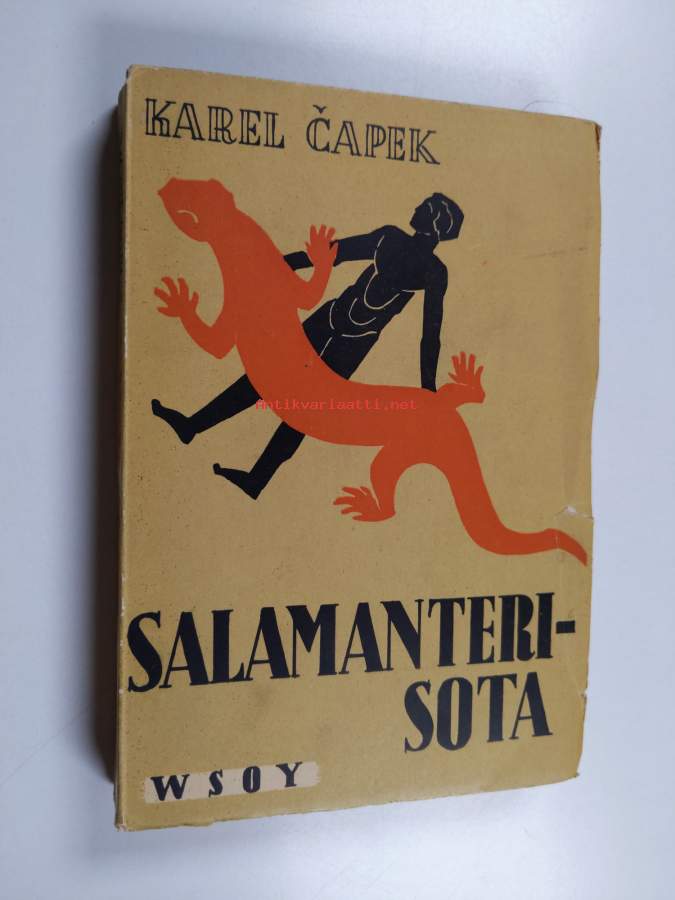 KAREL ČAPEK
Antikvariaatti.net
SALAMANTERI-
SOTA
WSOY